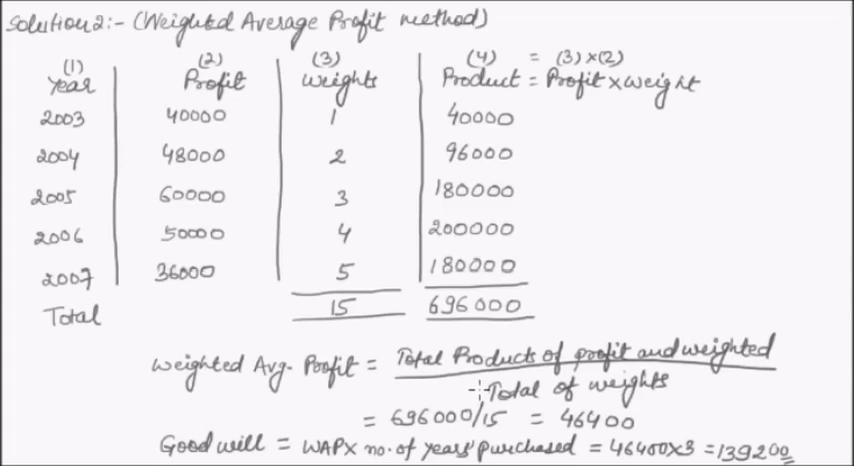 Solution 2:- (Weighted Average Profit method)
(1) (2) (3) (4) = (3) × (2)
Year Profit Weights Product = Profit × weight
2003 40000 1 40000
2004 48000 2 96000
2005 60000 3 180000
2006 50000 4 200000
2007 36000 5 180000
Total 15 696000
Weighted Avg. Profit = Total Products of profit and weighted
Total of weights
= 696000/15 = 46400
Goodwill = WAP× no. of years' purchased = 46400×3 = 139200